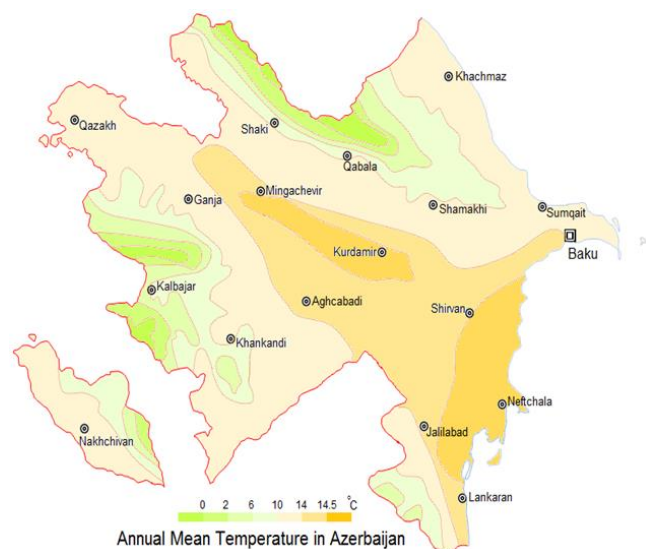 Khachmaz
Qazakh
Shaki
Qabala
Mingachevir
Ganja
Shamakhi
Sumqait
Baku
Kurdamir
Kalbajar
Aghcabadi
Shirvan
Khankandi
Neftchala
Nakhchivan
Jalilabad
Lankaran
0 2 6 10 14 14.5 °C
Annual Mean Temperature in Azerbaijan